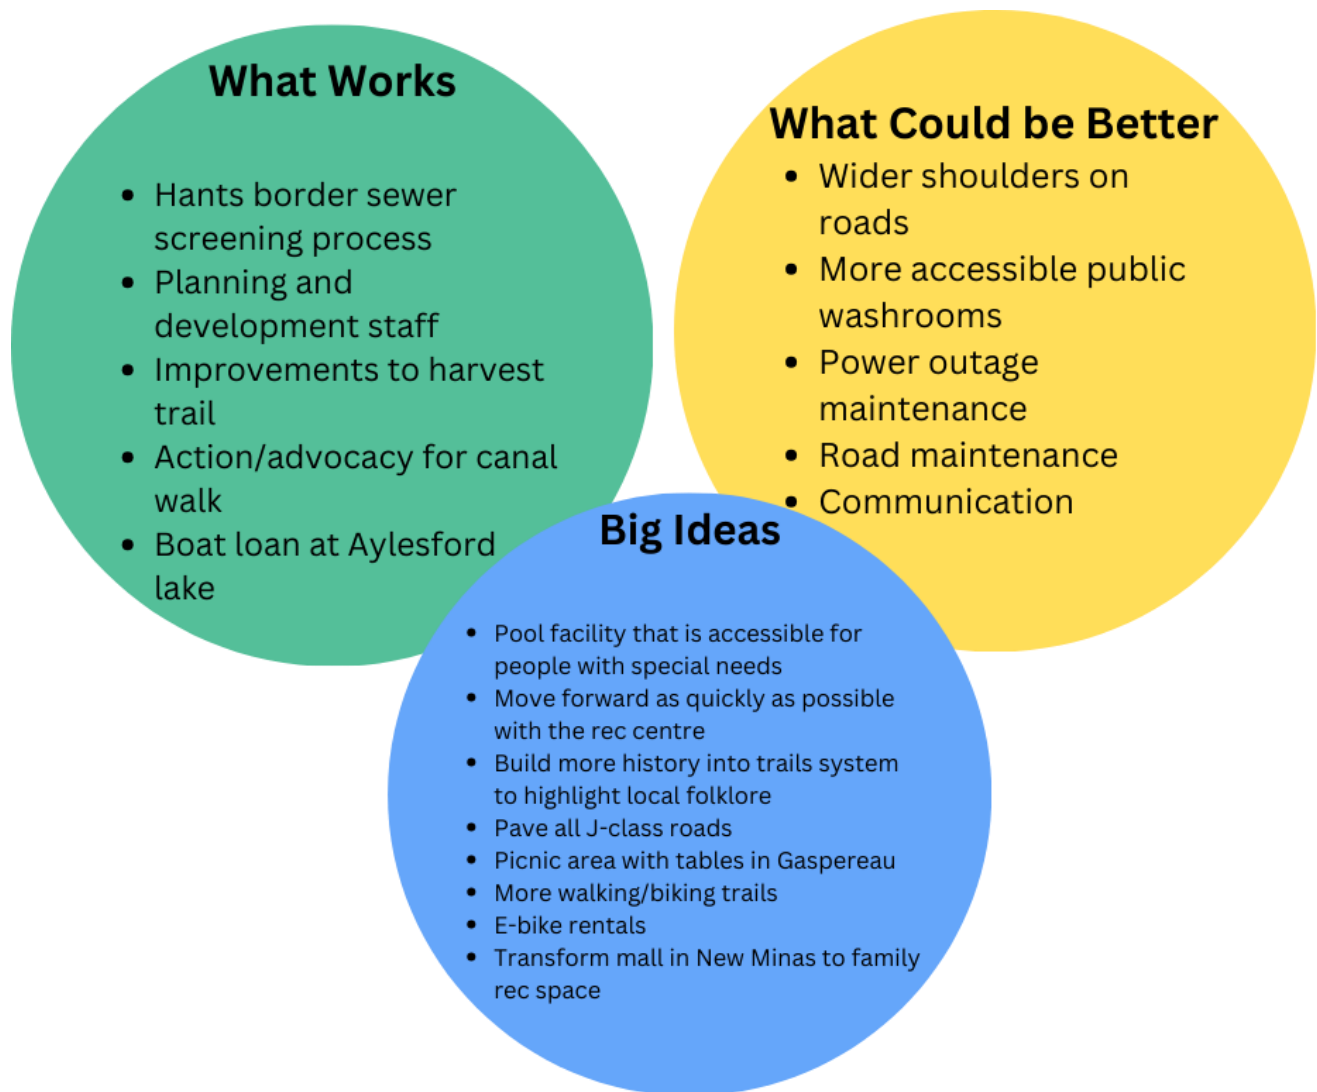 What Works
• Hants border sewer
screening process
• Planning and
development staff
• Improvements to harvest
trail
• Action/advocacy for canal
walk
• Boat loan at Aylesford
lake
What Could be Better
• Wider shoulders on
roads
• More accessible public
washrooms
• Power outage
maintenance
• Road maintenance
• Communication
Big Ideas
• Pool facility that is accessible for
people with special needs
• Move forward as quickly as possible
with the rec centre
• Build more history into trails system
to highlight local folklore
• Pave all J-class roads
• Picnic area with tables in Gaspereau
• More walking/biking trails
• E-bike rentals
• Transform mall in New Minas to family
rec space